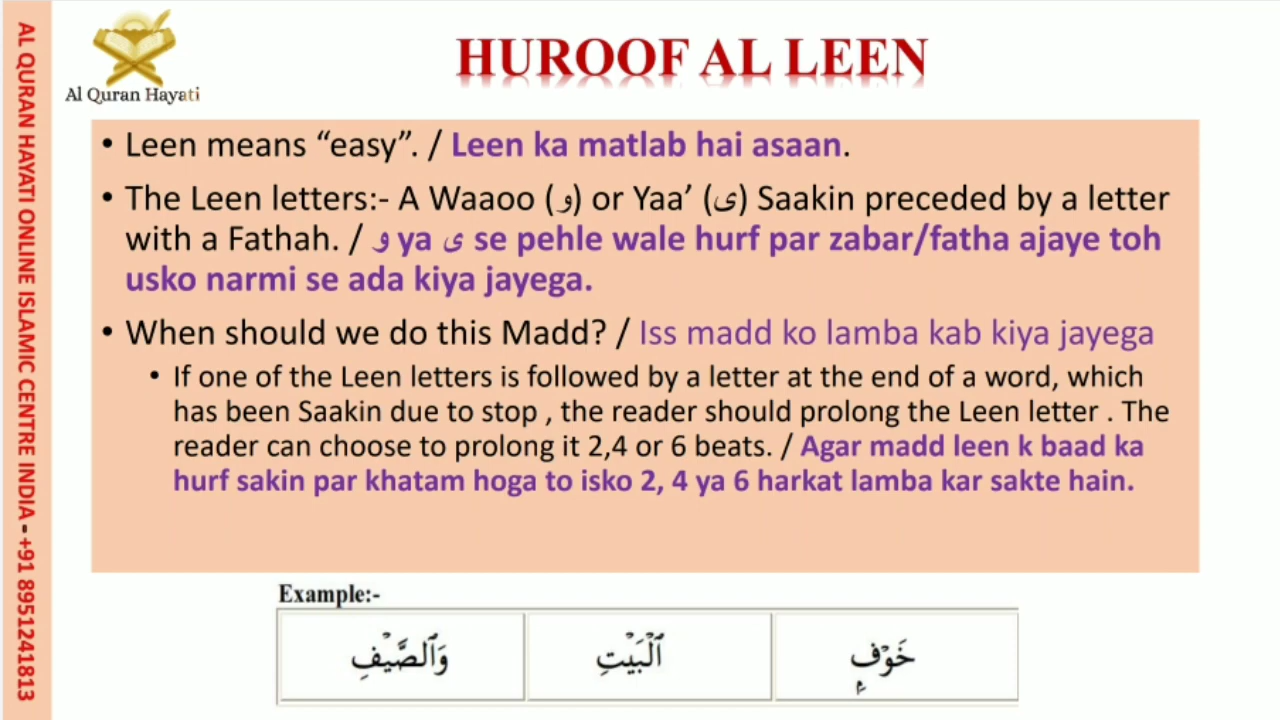 AL QURAN HAYATI ONLINE ISLAMIC CENTRE INDIA - +91 8951241813
Al Quran Hayati
HUROOF AL LEEN
• Leen means “easy”. / Leen ka matlab hai asaan.
• The Leen letters:- A Waaoo (و) or Yaa’ (ى) Saakin preceded by a letter
with a Fathah. / و ya ى se pehle wale hurf par zabar/fatha ajaye toh
usko narmi se ada kiya jayega.
• When should we do this Madd? / Iss madd ko lamba kab kiya jayega
• If one of the Leen letters is followed by a letter at the end of a word, which
has been Saakin due to stop , the reader should prolong the Leen letter . The
reader can choose to prolong it 2,4 or 6 beats. / Agar madd leen k baad ka
hurf sakin par khatam hoga to isko 2, 4 ya 6 harkat lamba kar sakte hain.
Example:-
وَٱلصَّيۡفِ ٱلۡبَيۡتِ خَوۡفٍۭ